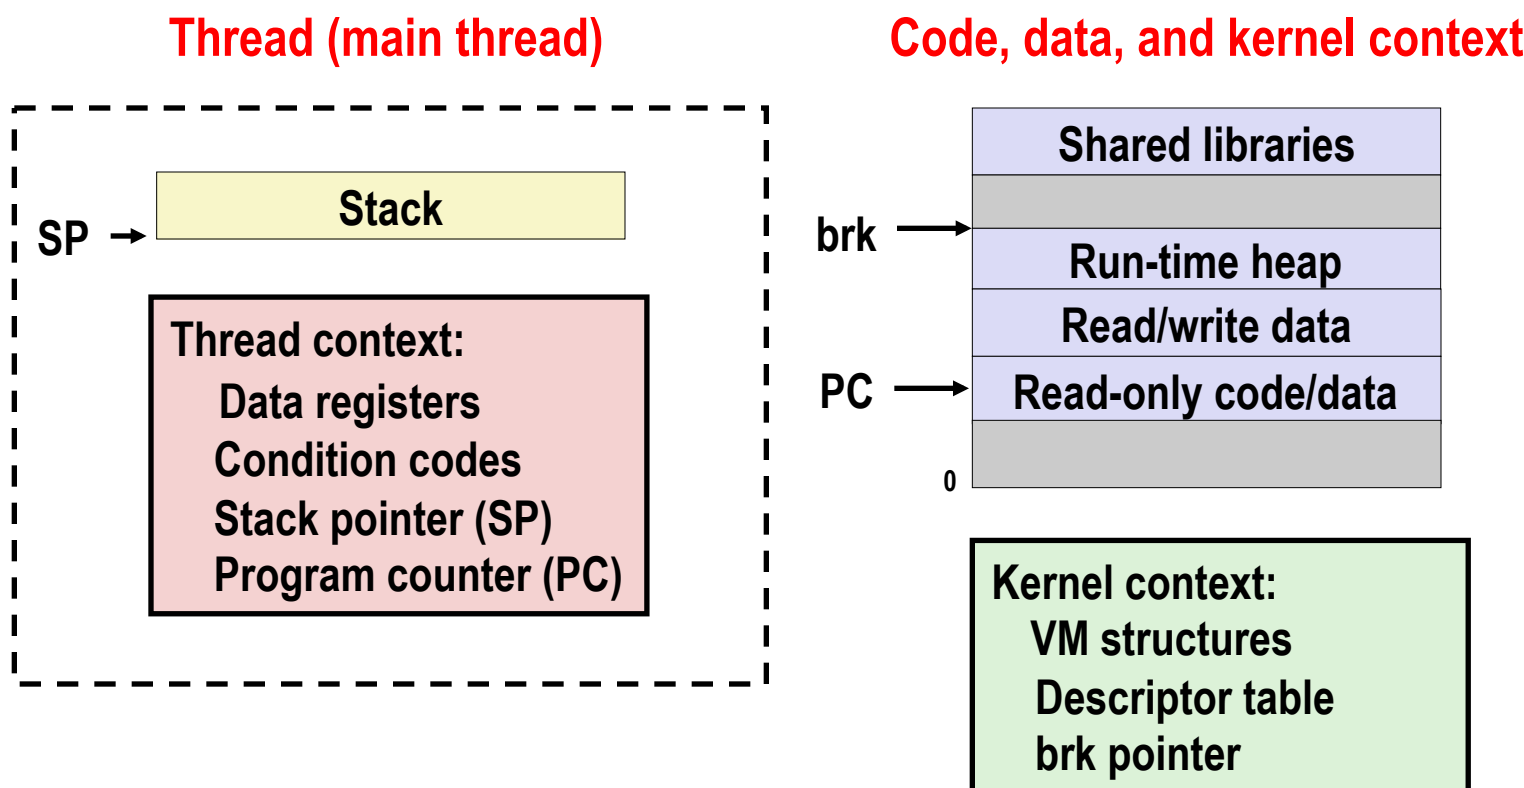 Thread (main thread)
Stack
SP
Thread context:
Data registers
Condition codes
Stack pointer (SP)
Program counter (PC)
Code, data, and kernel context
Shared libraries
brk
Run-time heap
Read/write data
PC
Read-only code/data
0
Kernel context:
VM structures
Descriptor table
brk pointer